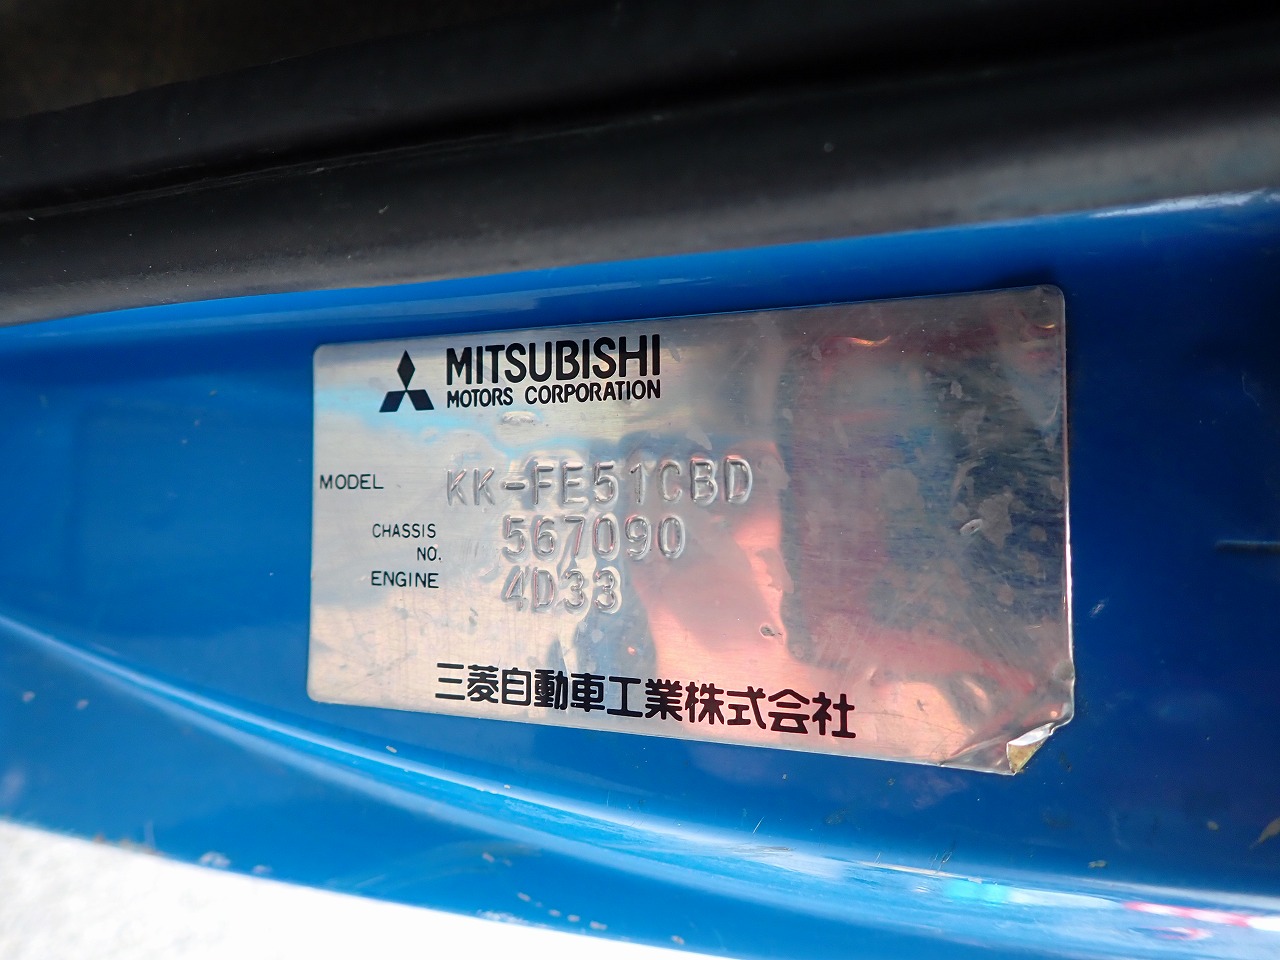 MITSUBISHI
MOTORS CORPORATION
MODEL KK-FE51CBD
CHASSIS NO. 567090
ENGINE 4D33
三菱自動車工業株式会社